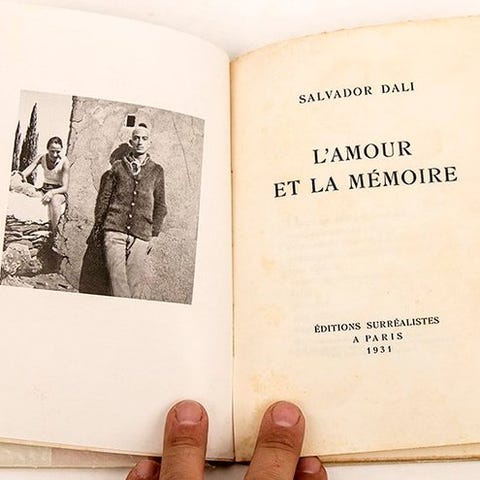 SALVADOR DALI
L'AMOUR
ET LA MÉMOIRE
ÉDITIONS SURRÉALISTES
A PARIS
1931